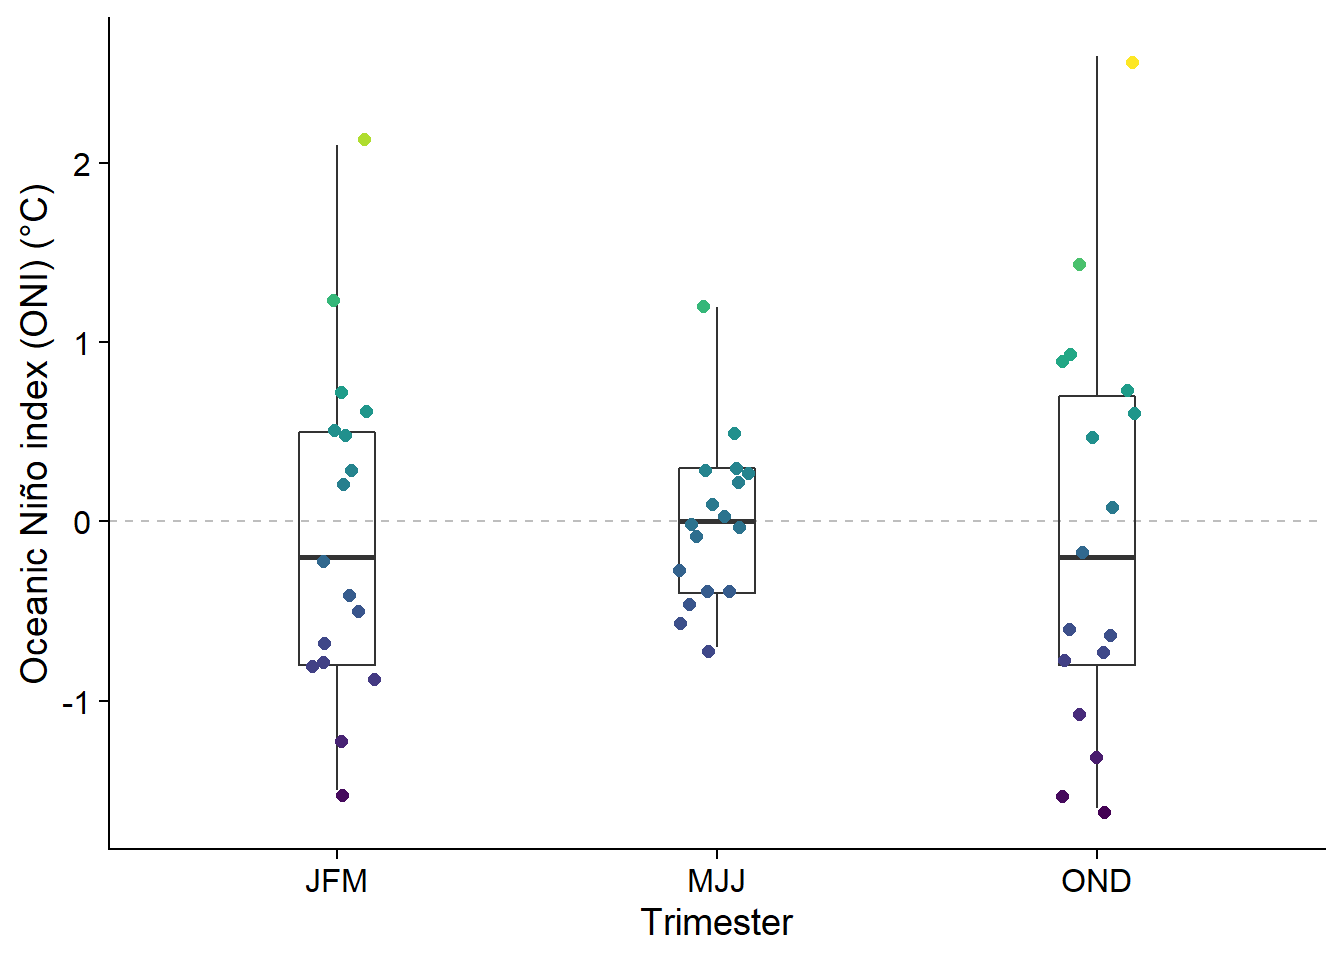 Oceanic Niño index (ONI) (°C)
2
1
0
-1
JFM
MJJ
OND
Trimester